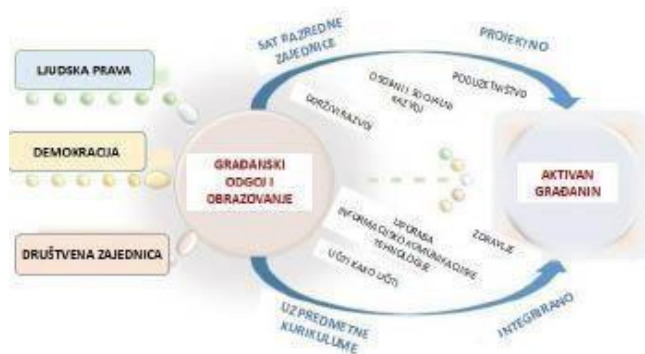 LJUDSKA PRAVA
DEMOKRACIJA
DRUŠTVENA ZAJEDNICA
GRAĐANSKI
ODGOJ I
OBRAZOVANJE
SAT RAZREDNE
ZAJEDNICE
PROJEKTNO
ODRŽIVI RAZVOJ
OSOBNI I SOCIJALNI
RAZVOJ
PODUZETNIŠTVO
UPORABA
INFORMACIJSKO KOMUNIKACIJSKE
TEHNOLOGIJE
UČITI KAKO UČITI
ZDRAVLJE
UZ PREDMETNE
KURIKULUME
INTEGRIRANO
AKTIVAN
GRAĐANIN